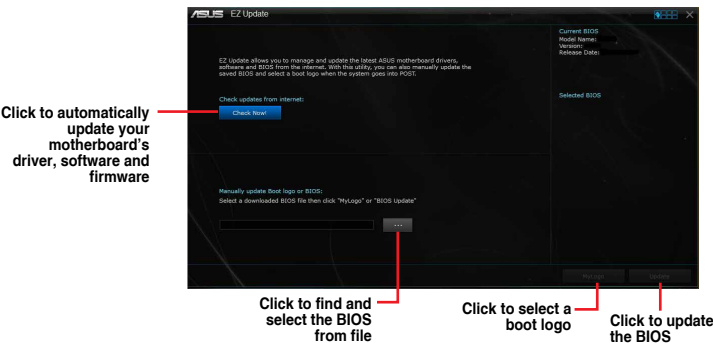 ASUS EZ Update
EZ Update allows you to manage and update the latest ASUS motherboard drivers,
software and BIOS from the internet. With this utility, you can also manually update the
saved BIOS and select a boot logo when the system goes into POST.
Check updates from internet:
Check Now!
Manually update Boot logo or BIOS:
Select a downloaded BIOS file then click "MyLogo" or "BIOS Update"
...
Current BIOS
Model Name:
Version:
Release Date:
Selected BIOS
MyLogo
Update
Click to automatically
update your
motherboard's
driver, software and
firmware
Click to find and
select the BIOS
from file
Click to select a
boot logo
Click to update
the BIOS